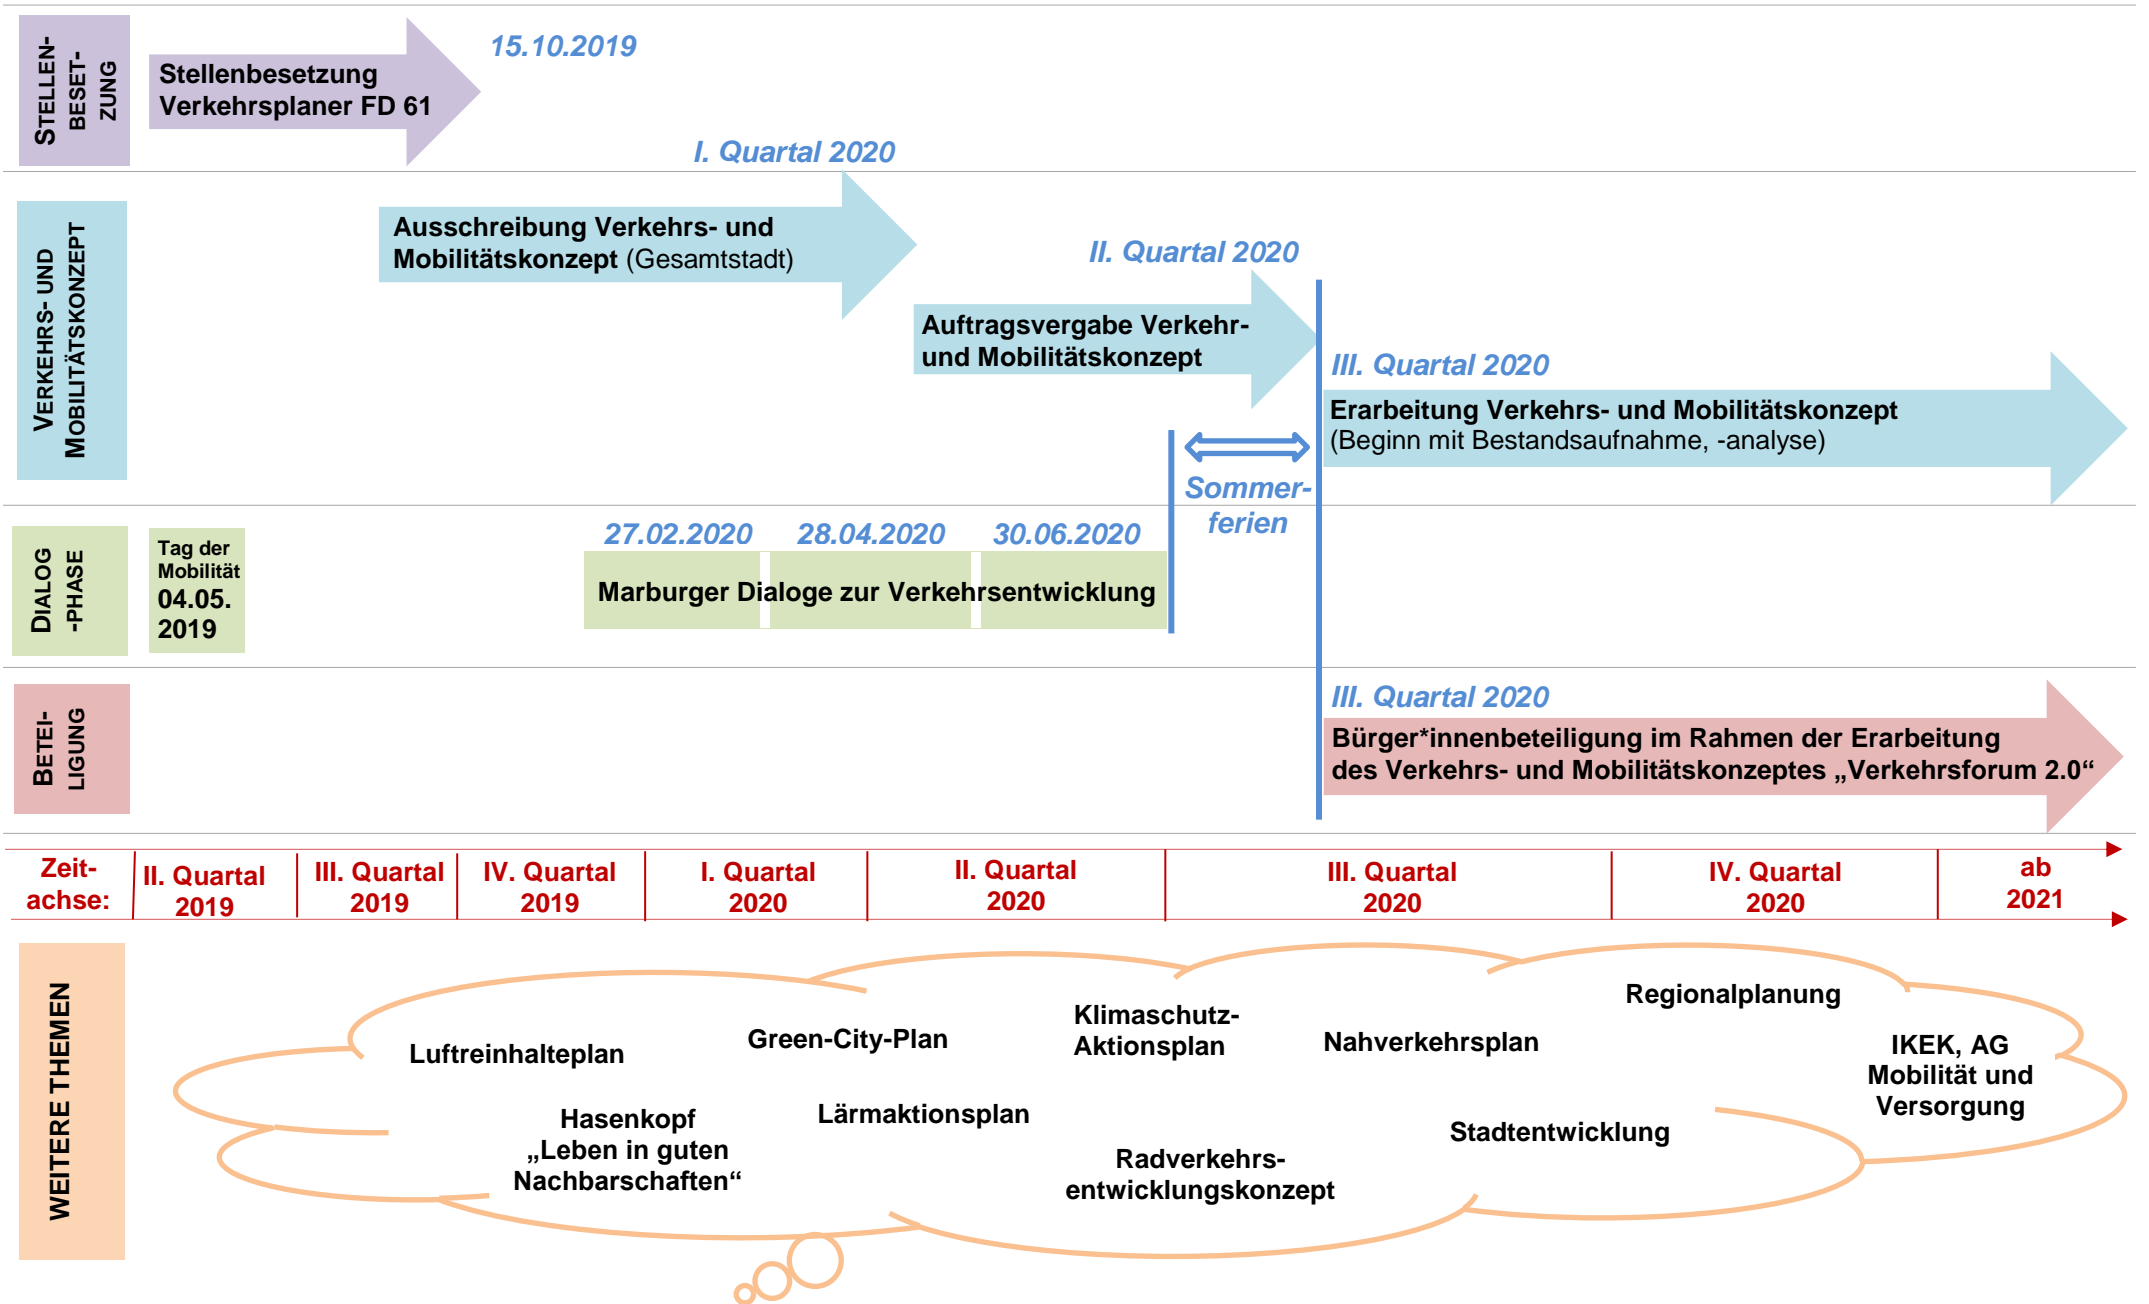 STELLEN-
BESET-
ZUNG
Stellenbesetzung
Verkehrsplaner FD 61
15.10.2019
VERKEHRS- UND
MOBILITÄTSKONZEPT
I. Quartal 2020
Ausschreibung Verkehrs- und
Mobilitätskonzept (Gesamtstadt)
II. Quartal 2020
Auftragsvergabe Verkehr-
und Mobilitätskonzept
III. Quartal 2020
Erarbeitung Verkehrs- und Mobilitätskonzept
(Beginn mit Bestandsaufnahme, -analyse)
Sommer-
ferien
DIALOG
-PHASE
Tag der
Mobilität
04.05.
2019
27.02.2020 28.04.2020 30.06.2020
Marburger Dialoge zur Verkehrsentwicklung
BETEI-
LIGUNG
III. Quartal 2020
Bürger*innenbeteiligung im Rahmen der Erarbeitung
des Verkehrs- und Mobilitätskonzeptes „Verkehrsforum 2.0“
Zeit-
achse:
II. Quartal
2019
III. Quartal
2019
IV. Quartal
2019
I. Quartal
2020
II. Quartal
2020
III. Quartal
2020
IV. Quartal
2020
ab
2021
WEITERE THEMEN
Luftreinhalteplan
Green-City-Plan
Klimaschutz-
Aktionsplan
Nahverkehrsplan
Regionalplanung
IKEK, AG
Mobilität und
Versorgung
Hasenkopf
„Leben in guten
Nachbarschaften“
Lärmaktionsplan
Radverkehrs-
entwicklungskonzept
Stadtentwicklung